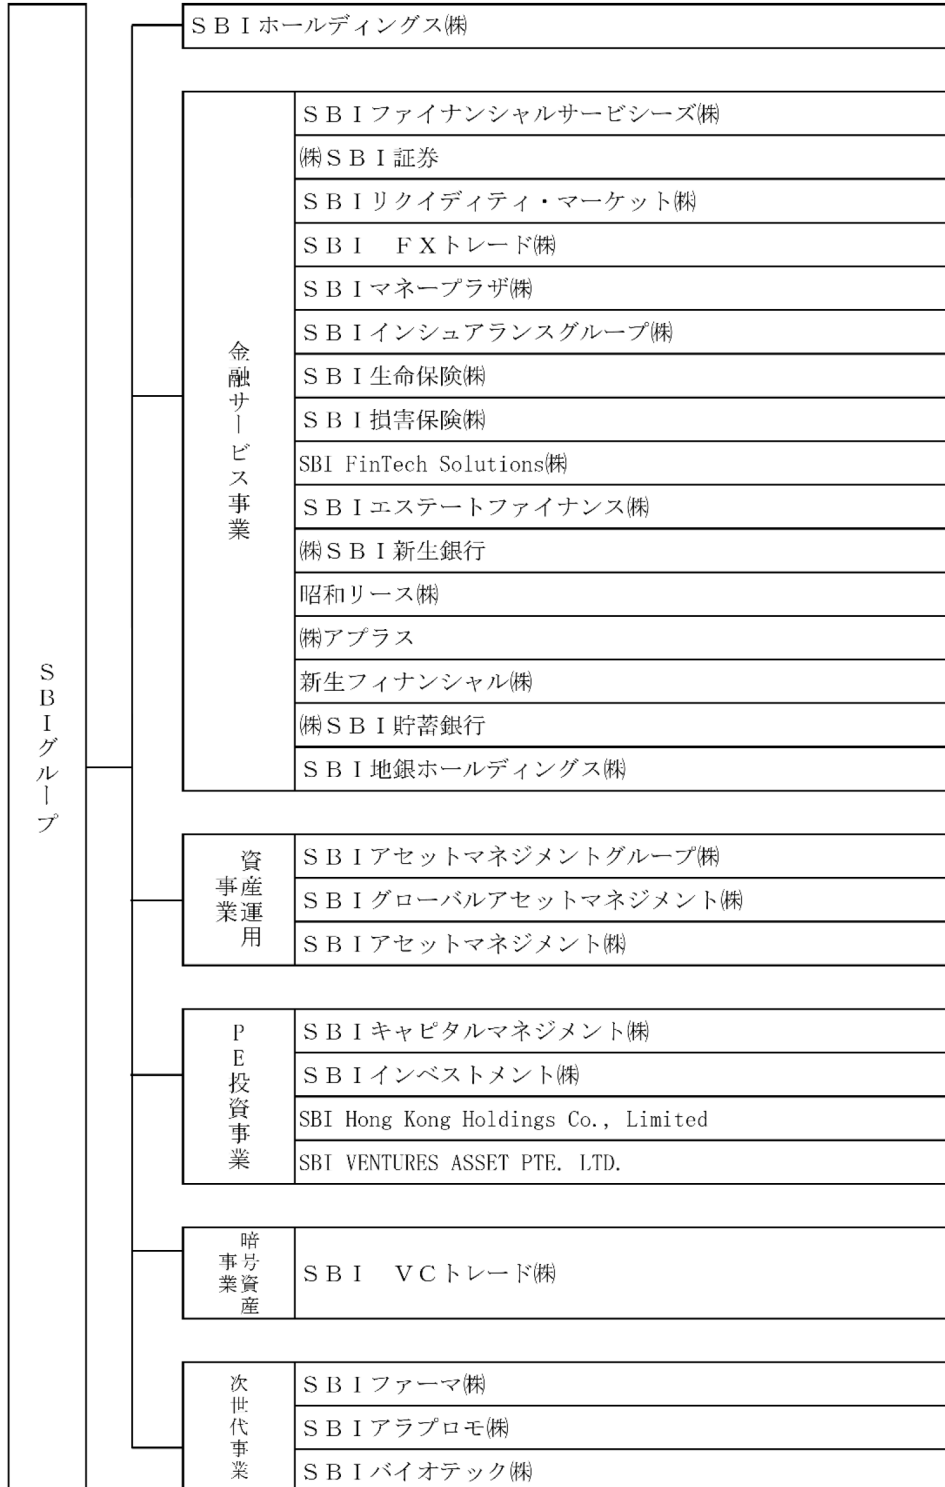 SBIグループ
SBIホールディングス㈱
金融サービス事業
SBIファイナンシャルサービシーズ㈱
㈱SBI証券
SBIリクイディティ・マーケット㈱
SBI FXトレード㈱
SBIマネープラザ㈱
SBIインシュアランスグループ㈱
SBI生命保険㈱
SBI損害保険㈱
SBI FinTech Solutions㈱
SBIエステートファイナンス㈱
㈱SBI新生銀行
昭和リース㈱
㈱アプラス
新生フィナンシャル㈱
㈱SBI貯蓄銀行
SBI地銀ホールディングス㈱
資産運用
事業
SBIアセットマネジメントグループ㈱
SBIグローバルアセットマネジメント㈱
SBIアセットマネジメント㈱
PE投資事業
SBIキャピタルマネジメント㈱
SBIインベストメント㈱
SBI Hong Kong Holdings Co., Limited
SBI VENTURES ASSET PTE. LTD.
暗号資産
事業
SBI VCトレード㈱
次世代事業
SBIファーマ㈱
SBIアラプロモ㈱
SBIバイオテック㈱